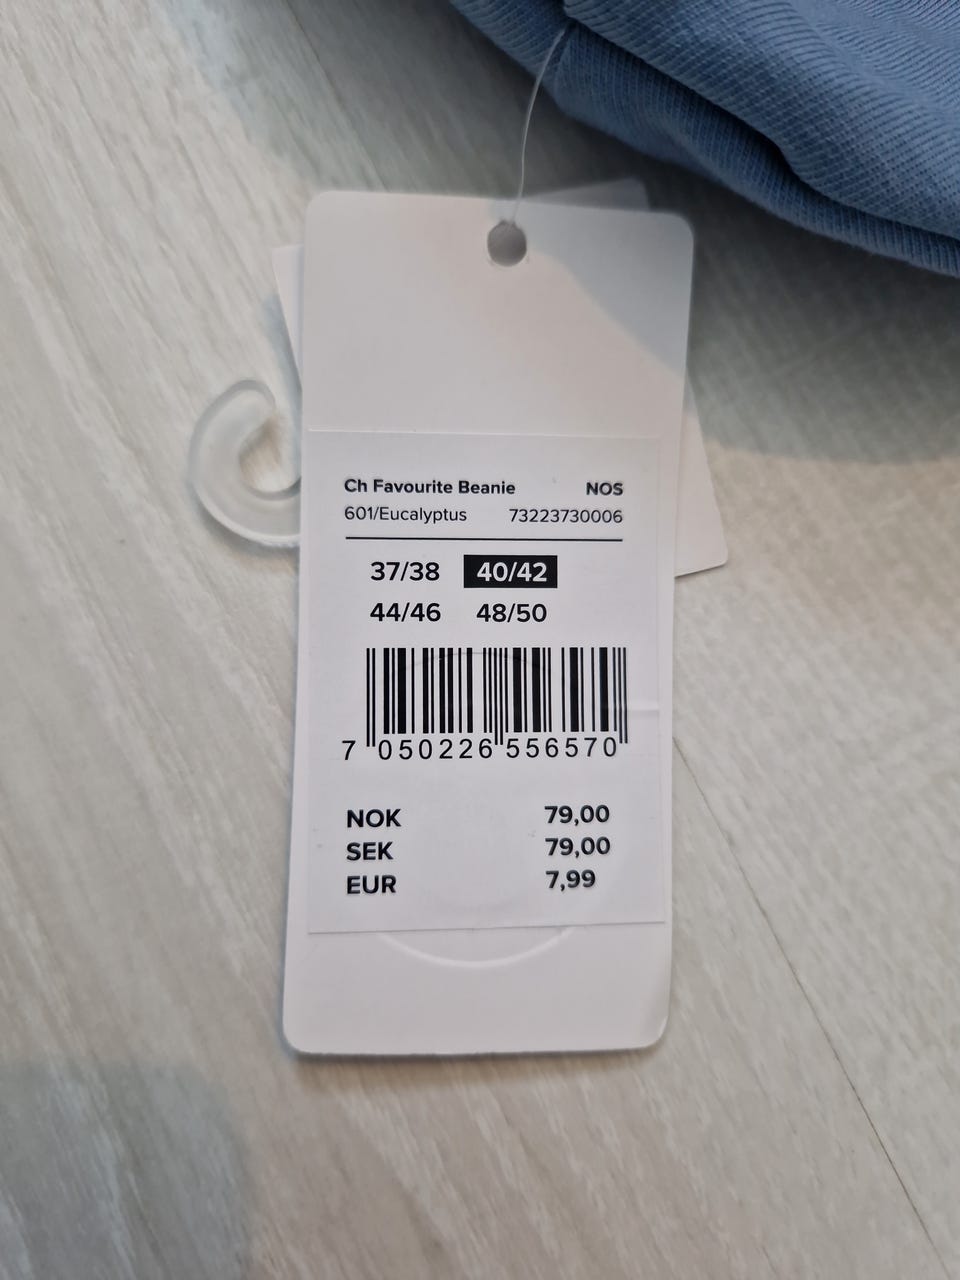 Ch Favourite Beanie NOS
601/Eucalyptus 73223730006
37/38 40/42
44/46 48/50
7 050226 556570
NOK 79,00
SEK 79,00
EUR 7,99